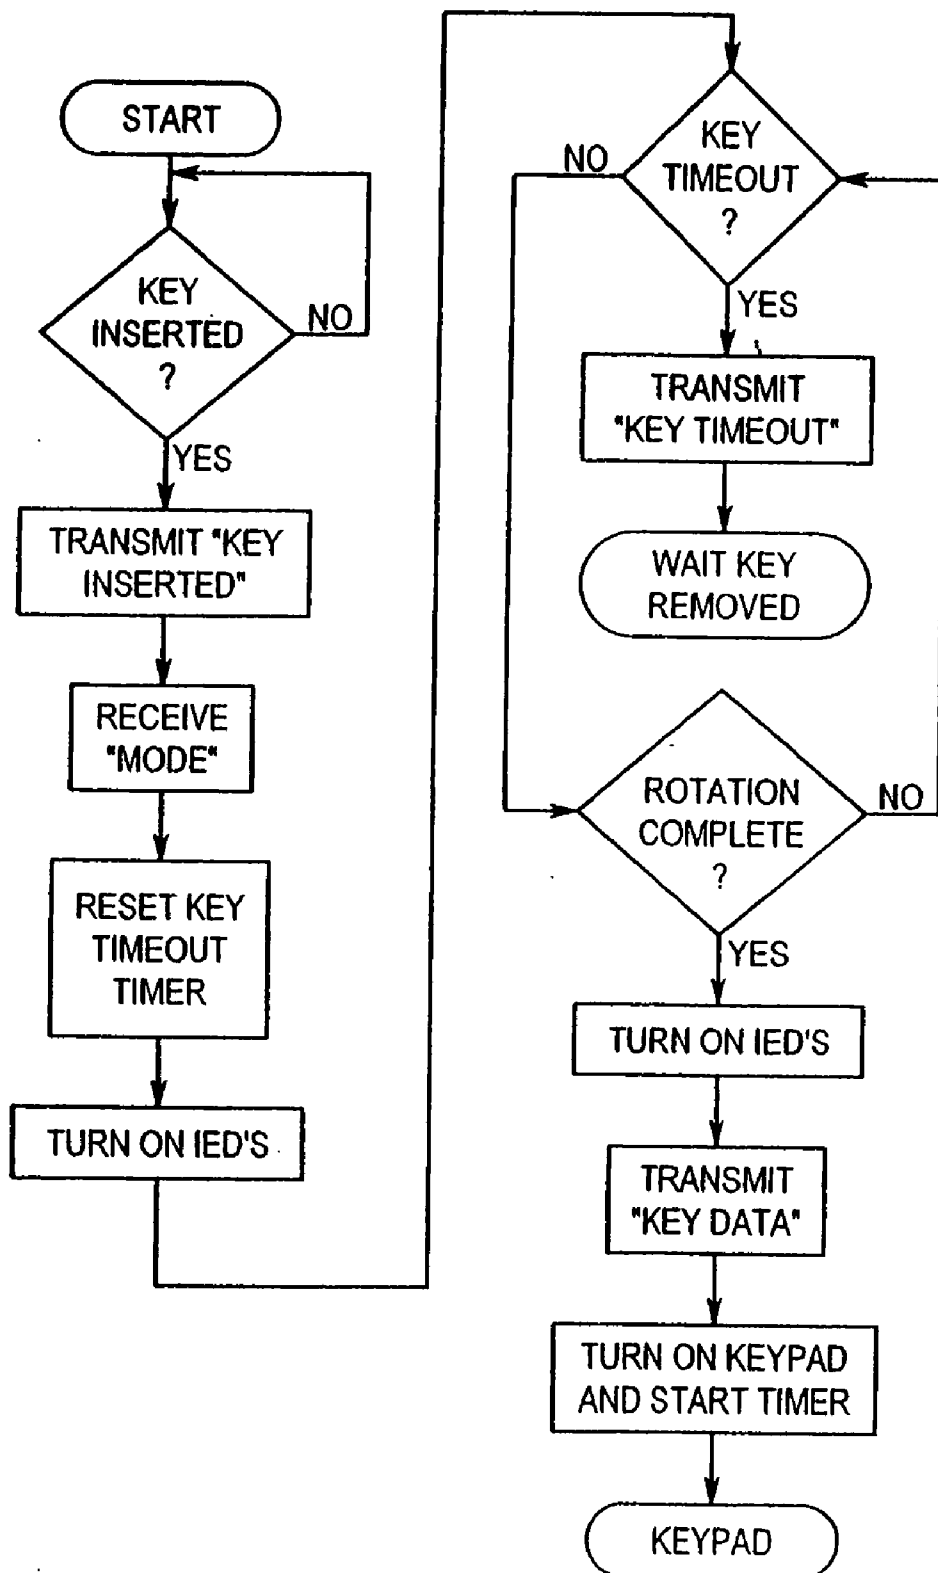 START
KEY
INSERTED
?
NO
YES
TRANSMIT "KEY
INSERTED"
RECEIVE
"MODE"
RESET KEY
TIMEOUT
TIMER
TURN ON IED'S
KEY
TIMEOUT
?
NO
YES
TRANSMIT
"KEY TIMEOUT"
WAIT KEY
REMOVED
ROTATION
COMPLETE
?
NO
YES
TURN ON IED'S
TRANSMIT
"KEY DATA"
TURN ON KEYPAD
AND START TIMER
KEYPAD